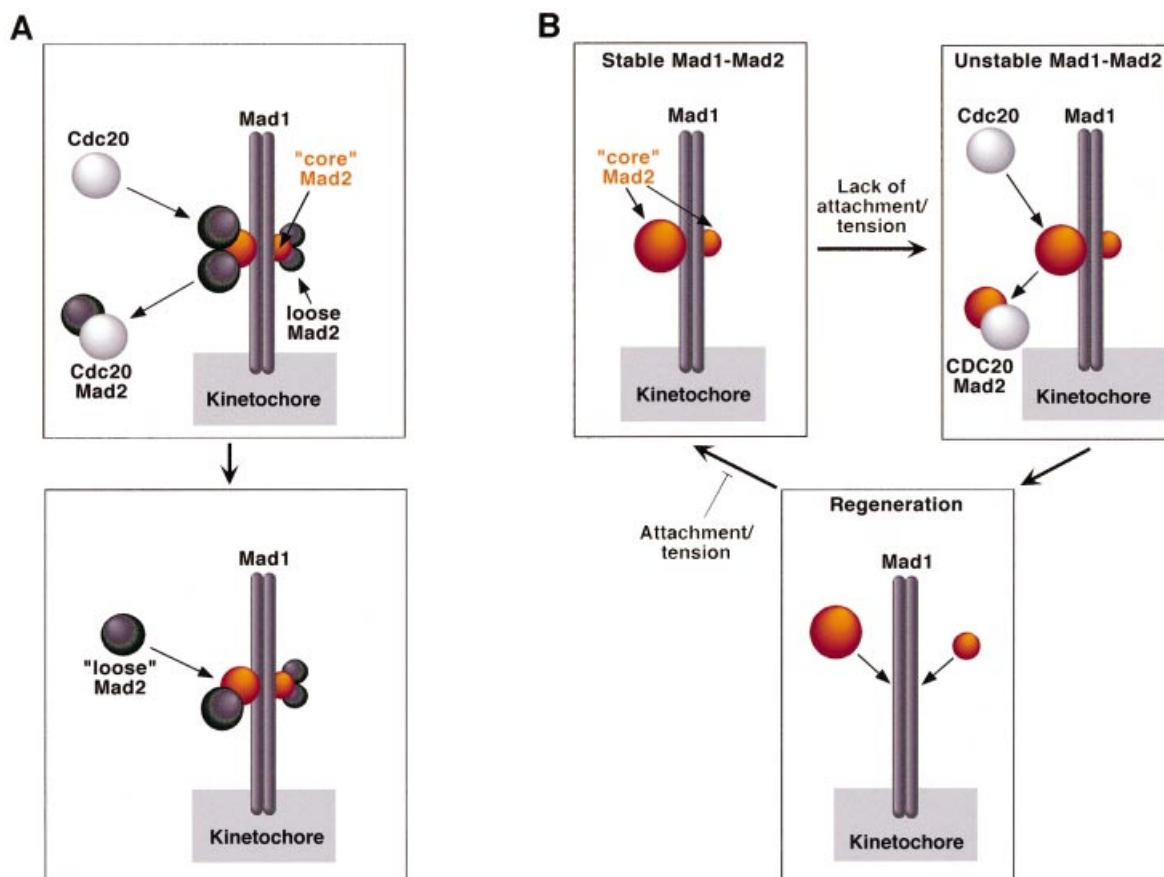 A
Cdc20
Mad1
"core"
Mad2
loose
Mad2
Cdc20
Mad2
Kinetochore
Mad1
"loose"
Mad2
Kinetochore
B
Stable Mad1-Mad2
Mad1
"core"
Mad2
Kinetochore
Lack of
attachment/
tension
Unstable Mad1-Mad2
Cdc20
Mad1
CDC20
Mad2
Kinetochore
Attachment/
tension
Regeneration
Mad1
Kinetochore